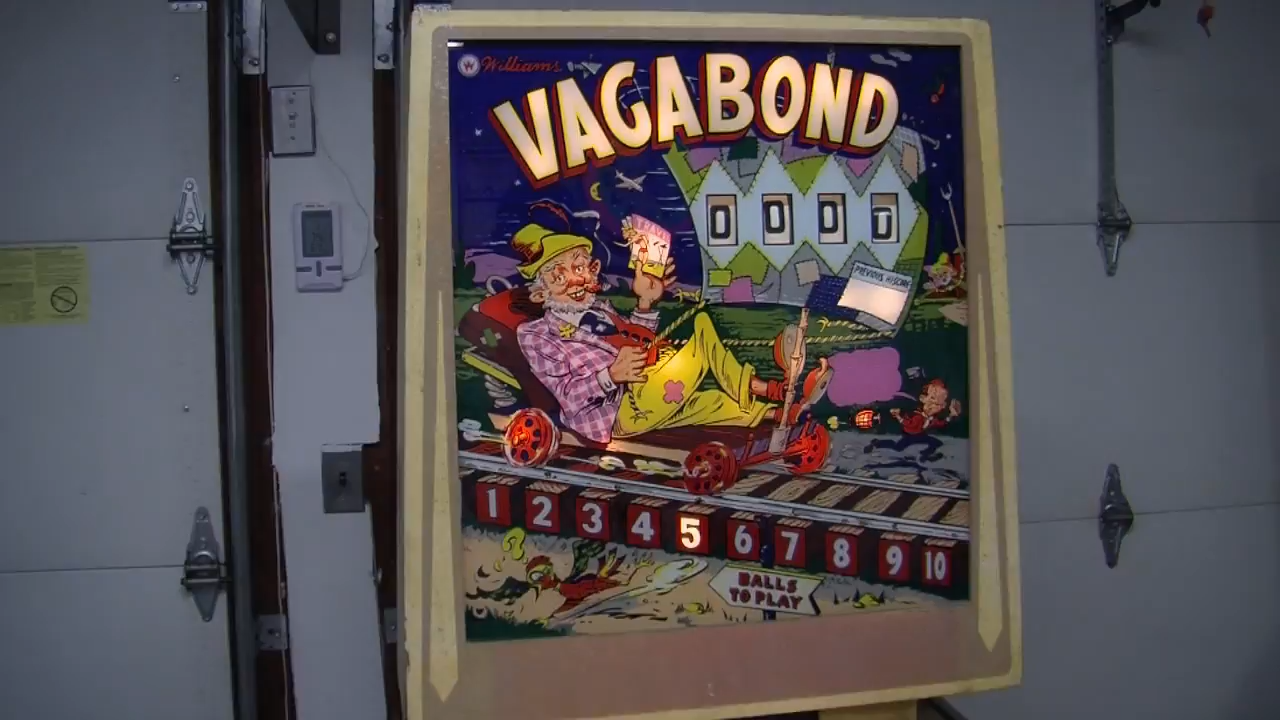 Williams
VAGABOND
TRAVEL
0 0 0 0
PREVIOUS HI SCORE
1 2 3 4 5 6 7 8 9 10
BALLS
TO PLAY